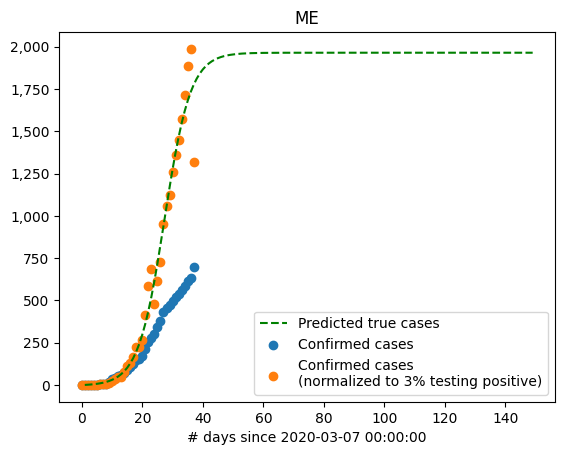 ME
2,000
1,750
1,500
1,250
1,000
750
500
250
0
Predicted true cases
Confirmed cases
Confirmed cases
(normalized to 3% testing positive)
0 20 40 60 80 100 120 140
# days since 2020-03-07 00:00:00